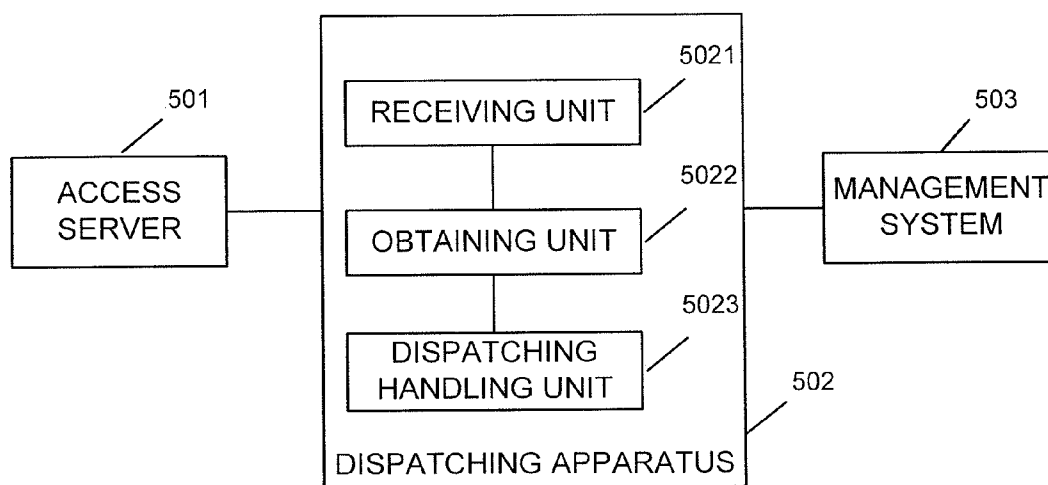 501
ACCESS
SERVER
5021
RECEIVING UNIT
5022
OBTAINING UNIT
5023
DISPATCHING
HANDLING UNIT
502
DISPATCHING APPARATUS
503
MANAGEMENT
SYSTEM